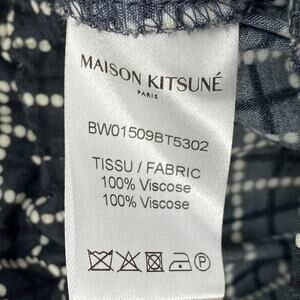 MAISON KITSUNÉ
PARIS
BW01509BT5302
TISSU / FABRIC
100% Viscose
100% Viscose
P